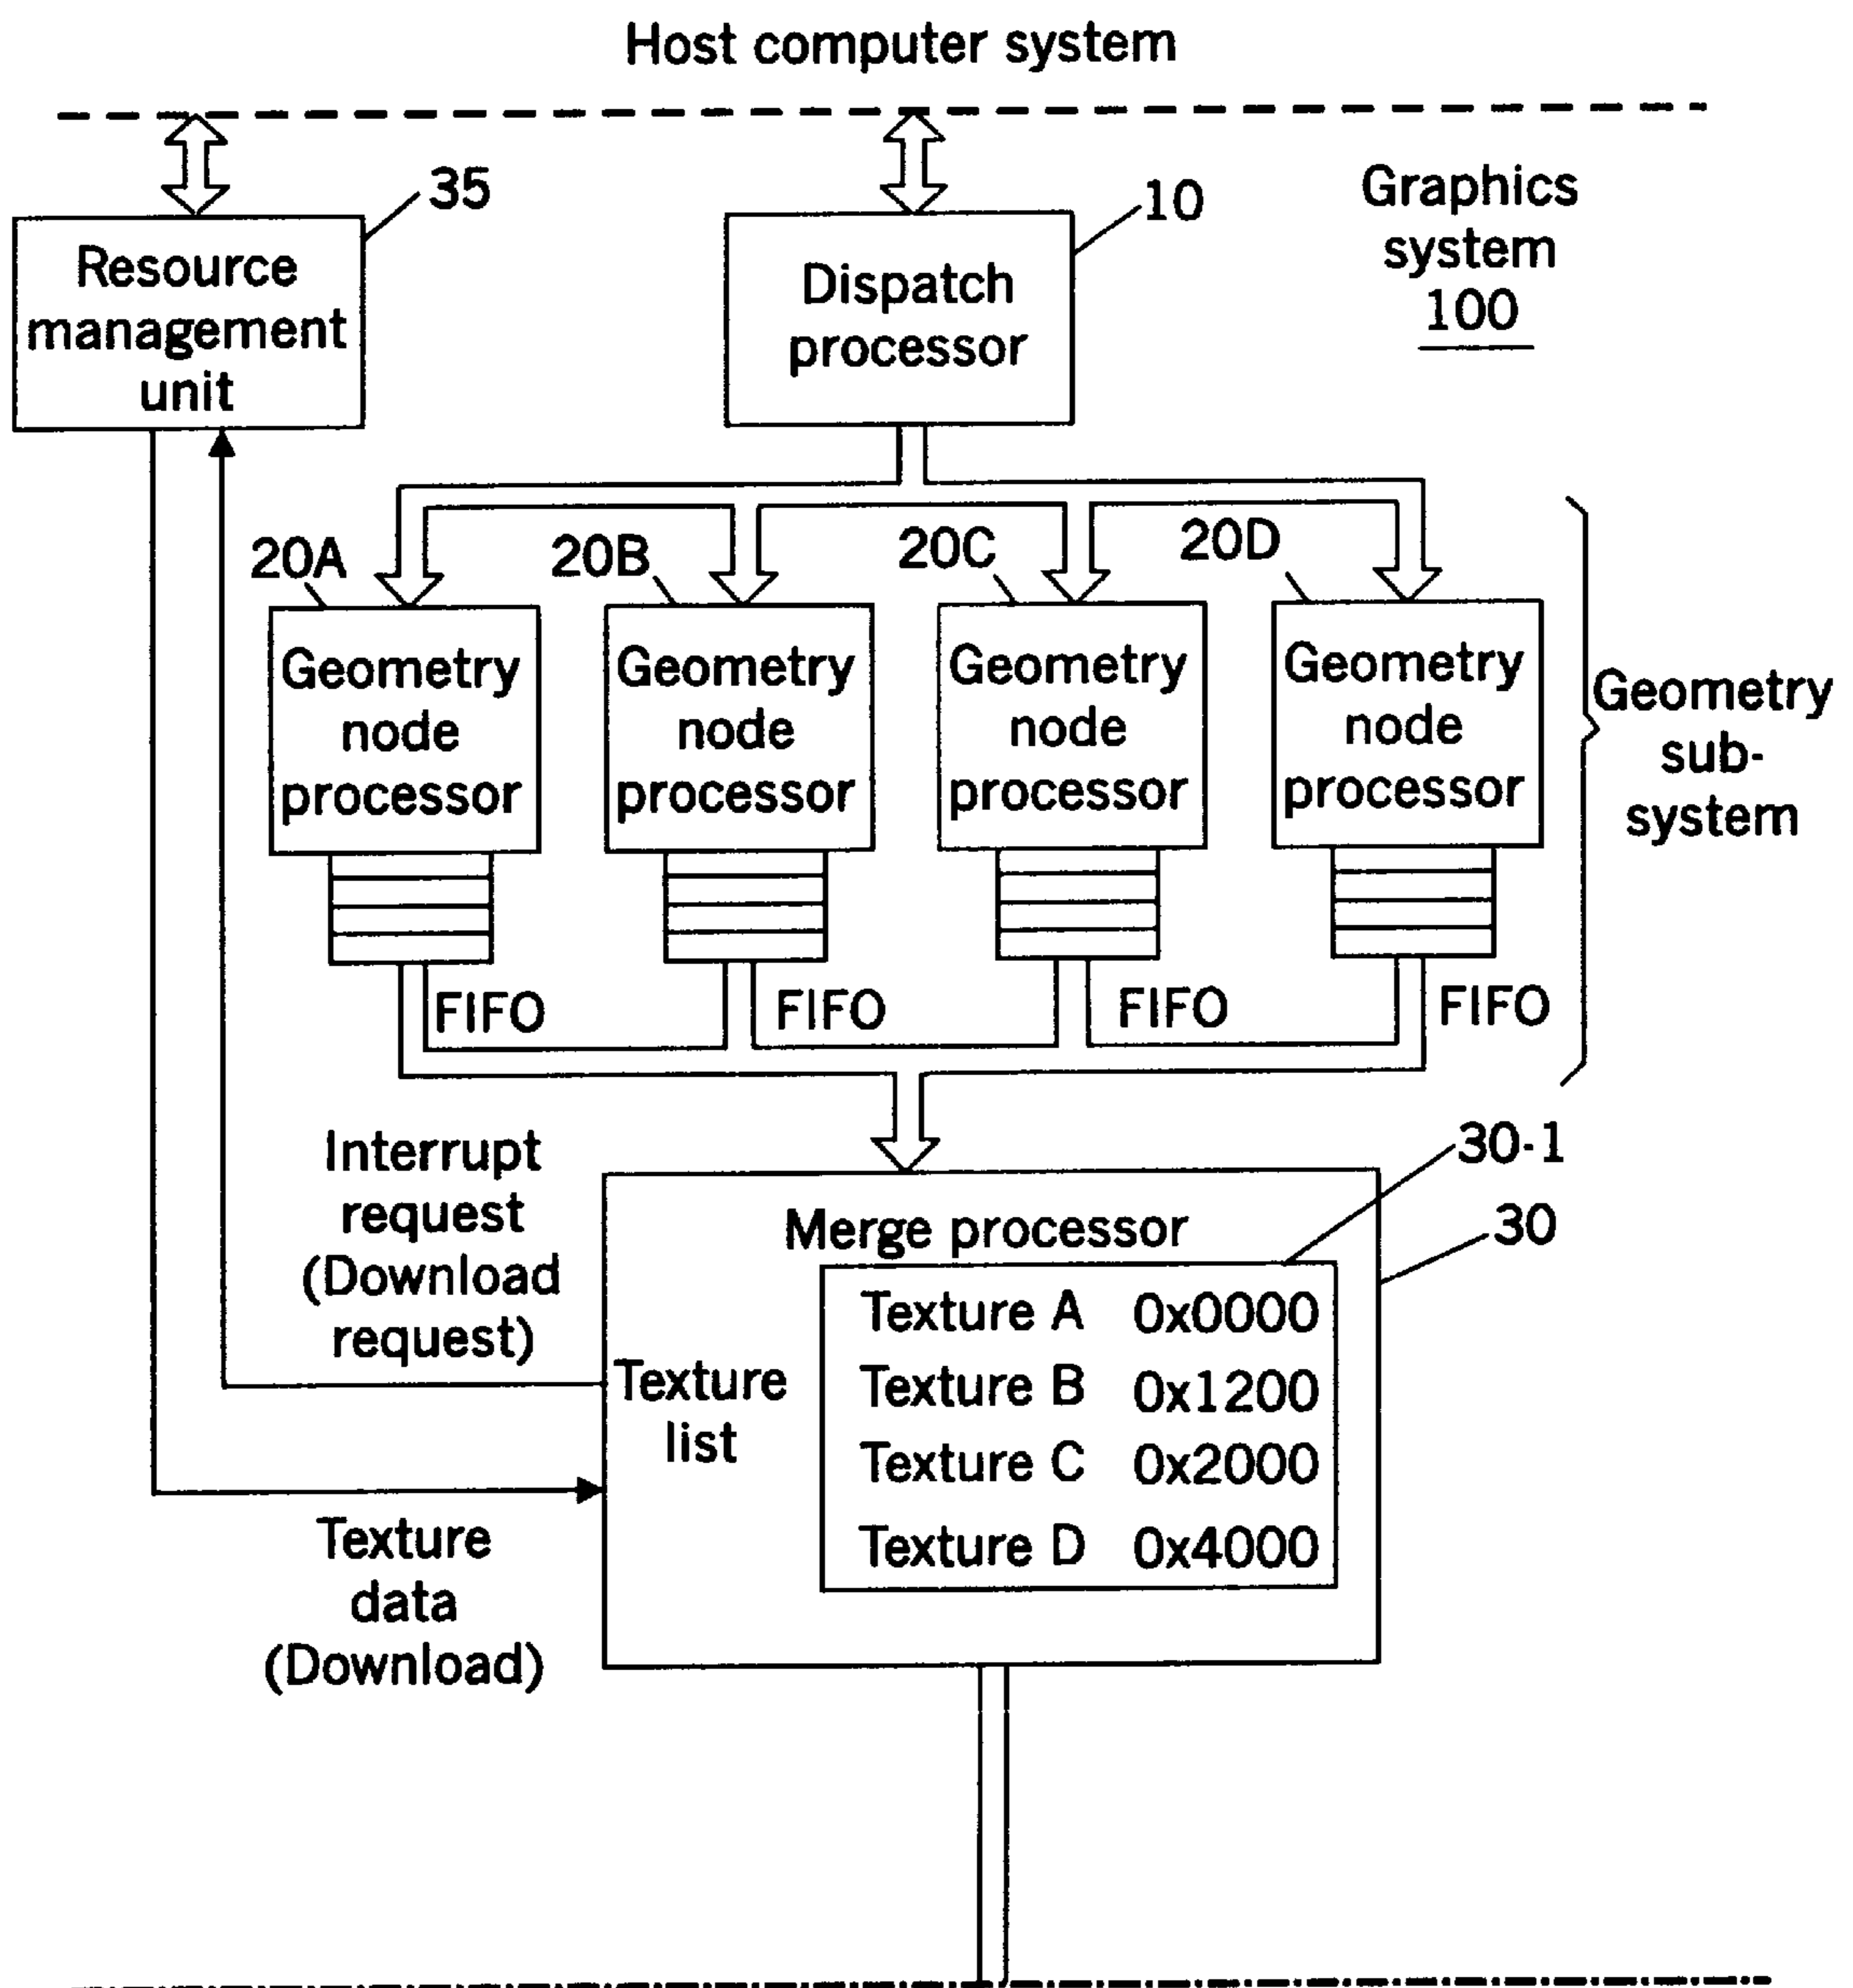 Host computer system
35
10
Graphics
system
100
Resource
management
unit
Dispatch
processor
20A
20B
20C
20D
Geometry
node
processor
Geometry
node
processor
Geometry
node
processor
Geometry
node
processor
Geometry
sub-
system
FIFO
FIFO
FIFO
FIFO
Interrupt
request
(Download
request)
30-1
30
Merge processor
Texture
list
Texture A 0x0000
Texture B 0x1200
Texture C 0x2000
Texture D 0x4000
Texture
data
(Download)